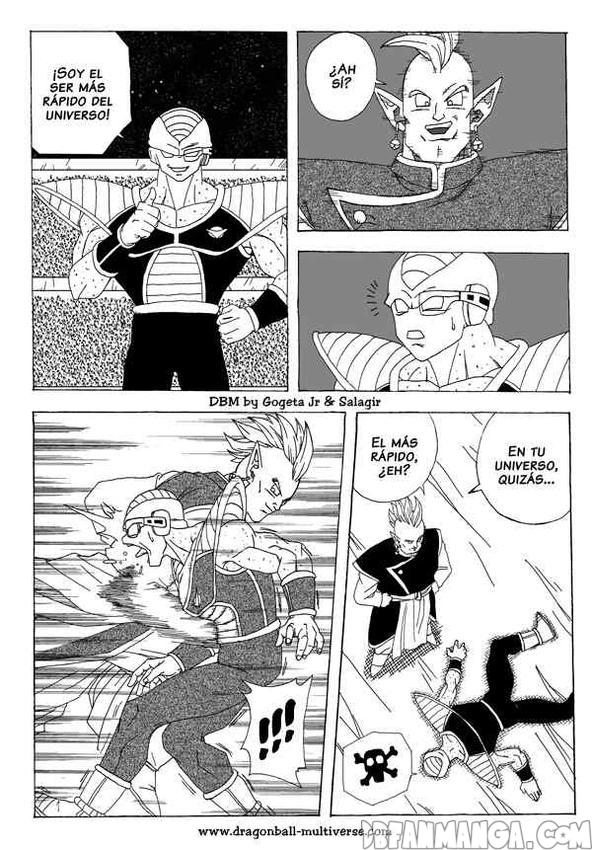 ¡SOY EL
SER MÁS
RÁPIDO DEL
UNIVERSO!
¿AH
SÍ?
DBM by Gogeta Jr & Salagir
!!!
EL MÁS
RÁPIDO,
¿EH?
EN TU
UNIVERSO,
QUIZÁS...
www.dragonball-multiverse.com
DBFANMANGA.COM